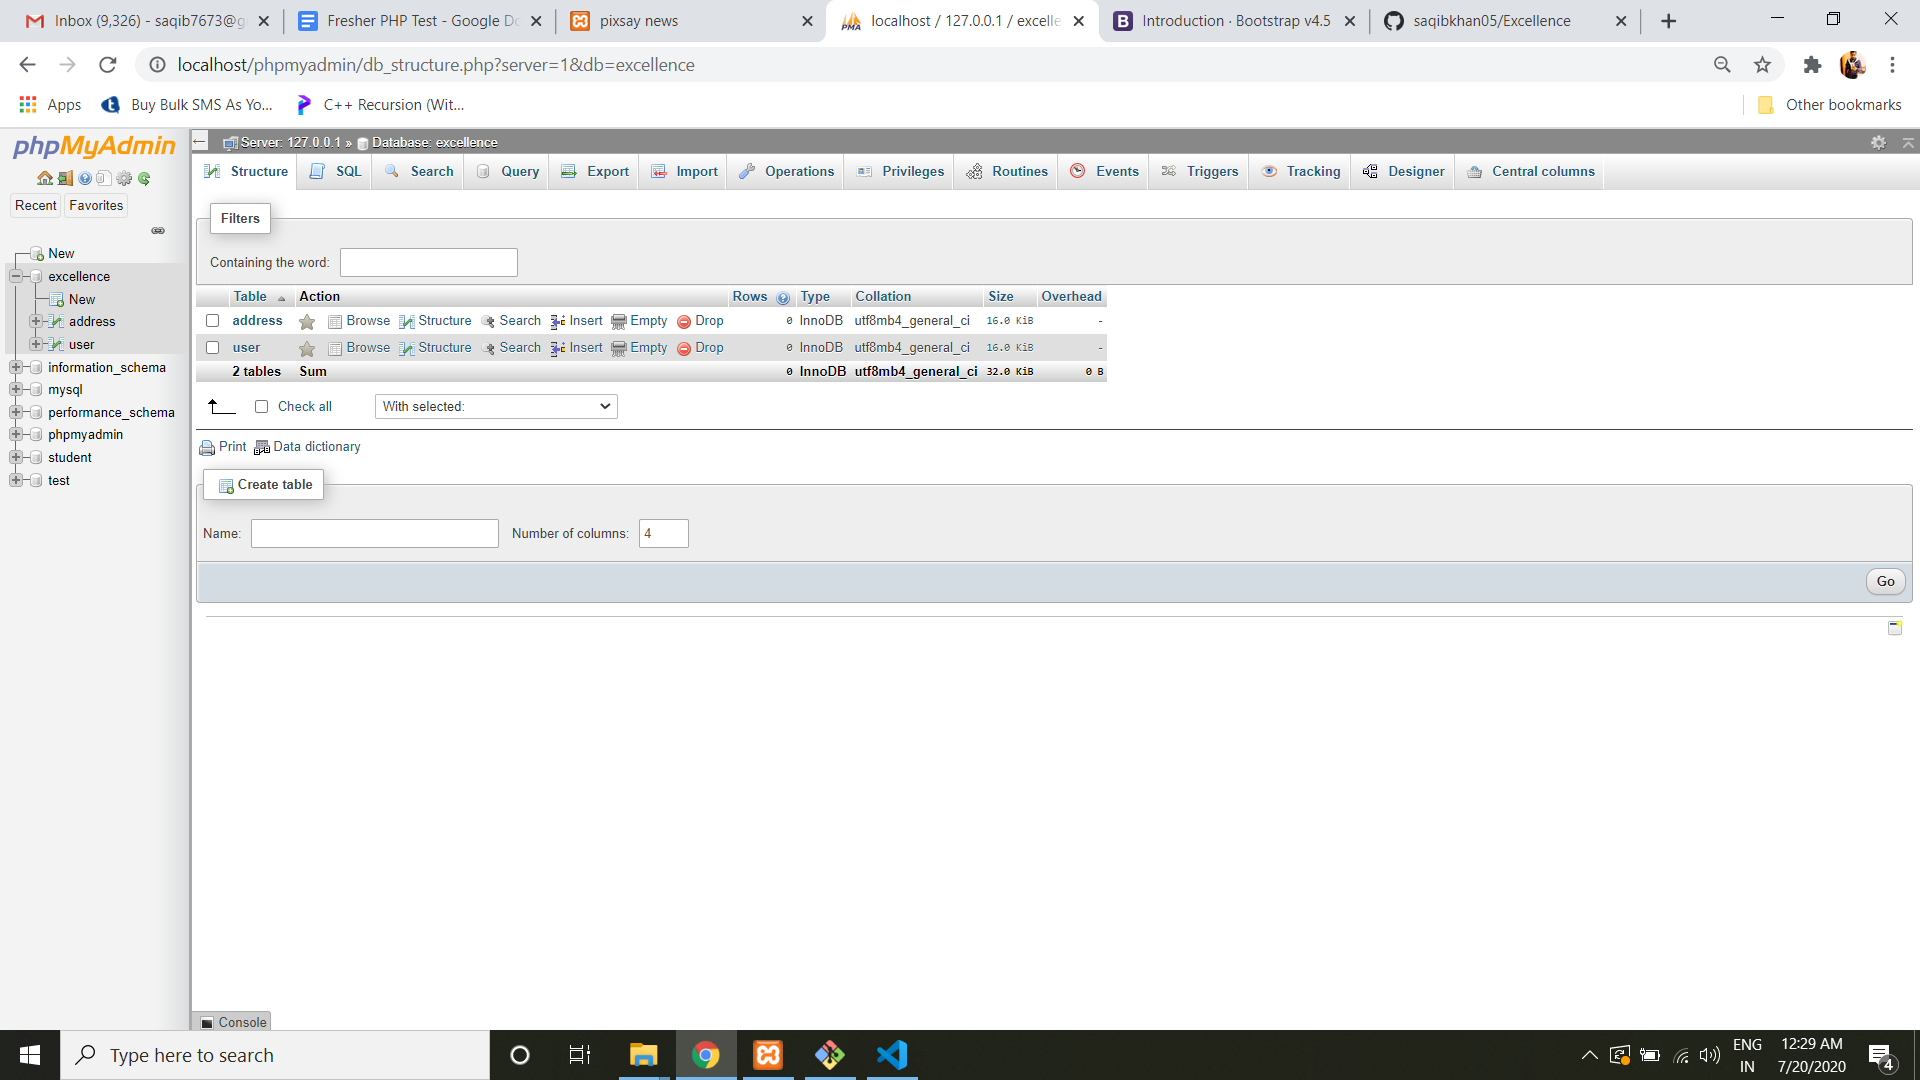 Inbox (9,326) - saqib7673@g
Fresher PHP Test - Google Do
pixsay news
localhost / 127.0.0.1 / excelle
Introduction · Bootstrap v4.5
saqibkhan05/Excellence
localhost/phpmyadmin/db_structure.php?server=1&db=excellence
Apps
Buy Bulk SMS As Yo...
C++ Recursion (Wit...
Other bookmarks
phpMyAdmin
Recent
Favorites
New
excellence
New
address
user
information_schema
mysql
performance_schema
phpmyadmin
student
test
Server: 127.0.0.1 » Database: excellence
Structure SQL Search Query Export Import Operations Privileges Routines Events Triggers Tracking Designer Central columns
Filters
Containing the word:
Table Action Rows Type Collation Size Overhead
address Browse Structure Search Insert Empty Drop 0 InnoDB utf8mb4_general_ci 16.0 KiB -
user Browse Structure Search Insert Empty Drop 0 InnoDB utf8mb4_general_ci 16.0 KiB -
2 tables Sum 0 InnoDB utf8mb4_general_ci 32.0 KiB 0 B
Check all
With selected:
Print Data dictionary
Create table
Name:
Number of columns: 4
Go
Console
Type here to search
ENG
IN
12:29 AM
7/20/2020
4